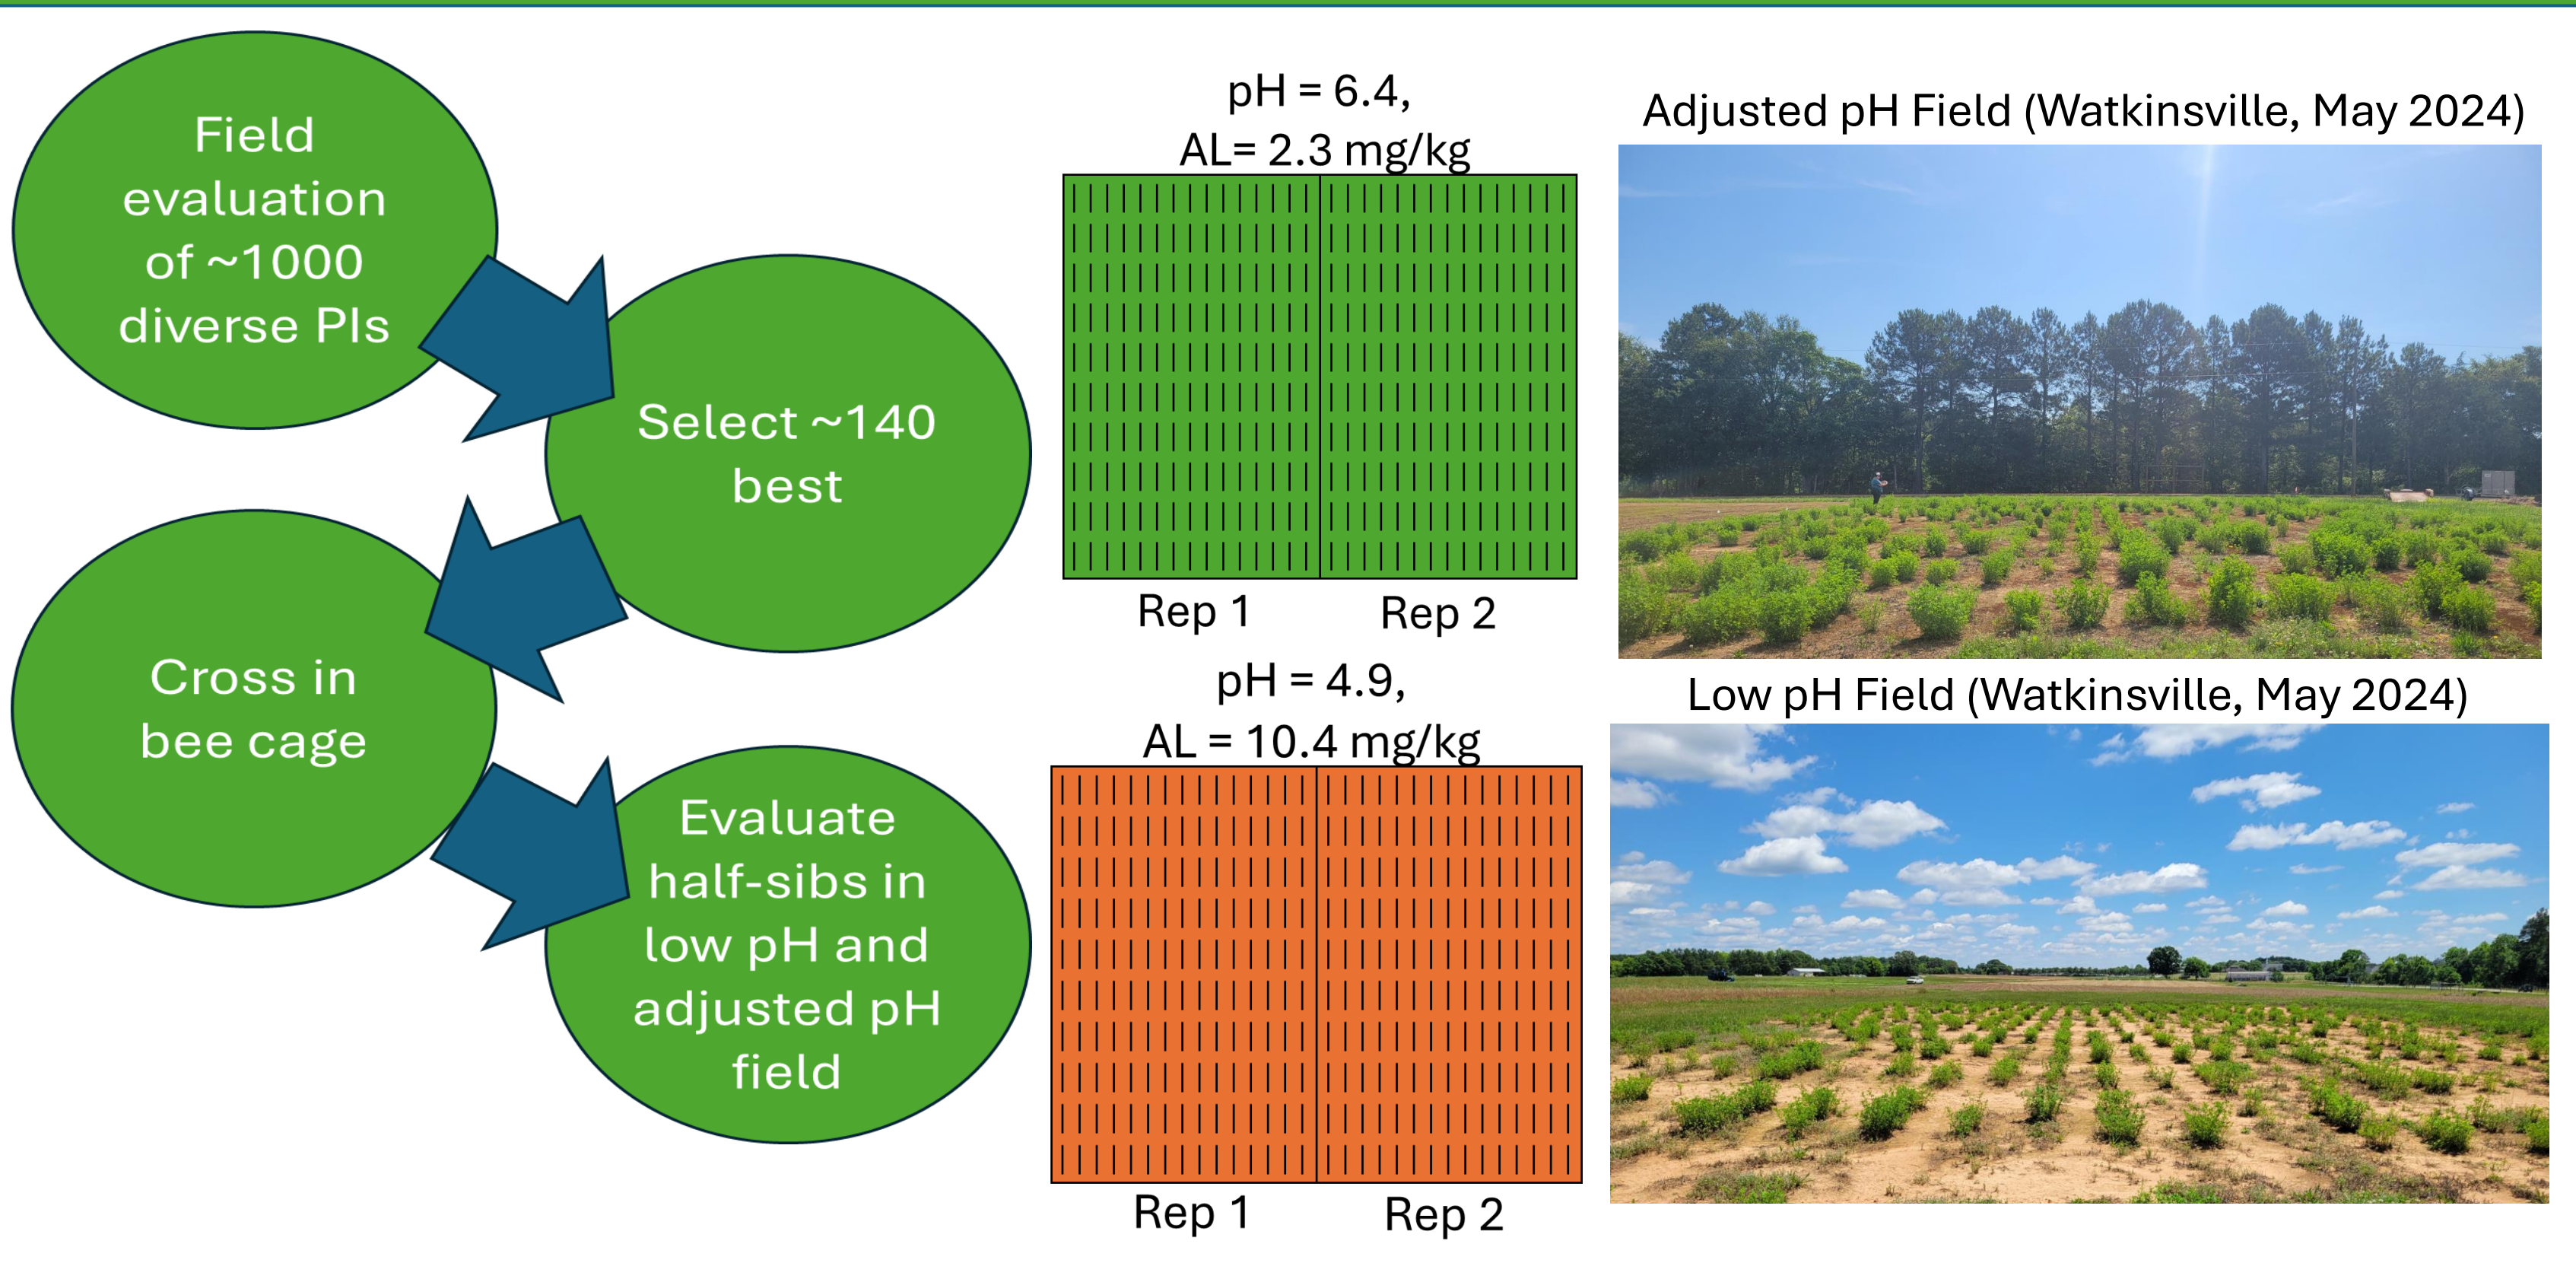 Field
evaluation
of ~1000
diverse PIs
Select ~140
best
Cross in
bee cage
Evaluate
half-sibs in
low pH and
adjusted pH
field
pH = 6.4,
AL= 2.3 mg/kg
Rep 1
Rep 2
pH = 4.9,
AL = 10.4 mg/kg
Rep 1
Rep 2
Adjusted pH Field (Watkinsville, May 2024)
Low pH Field (Watkinsville, May 2024)